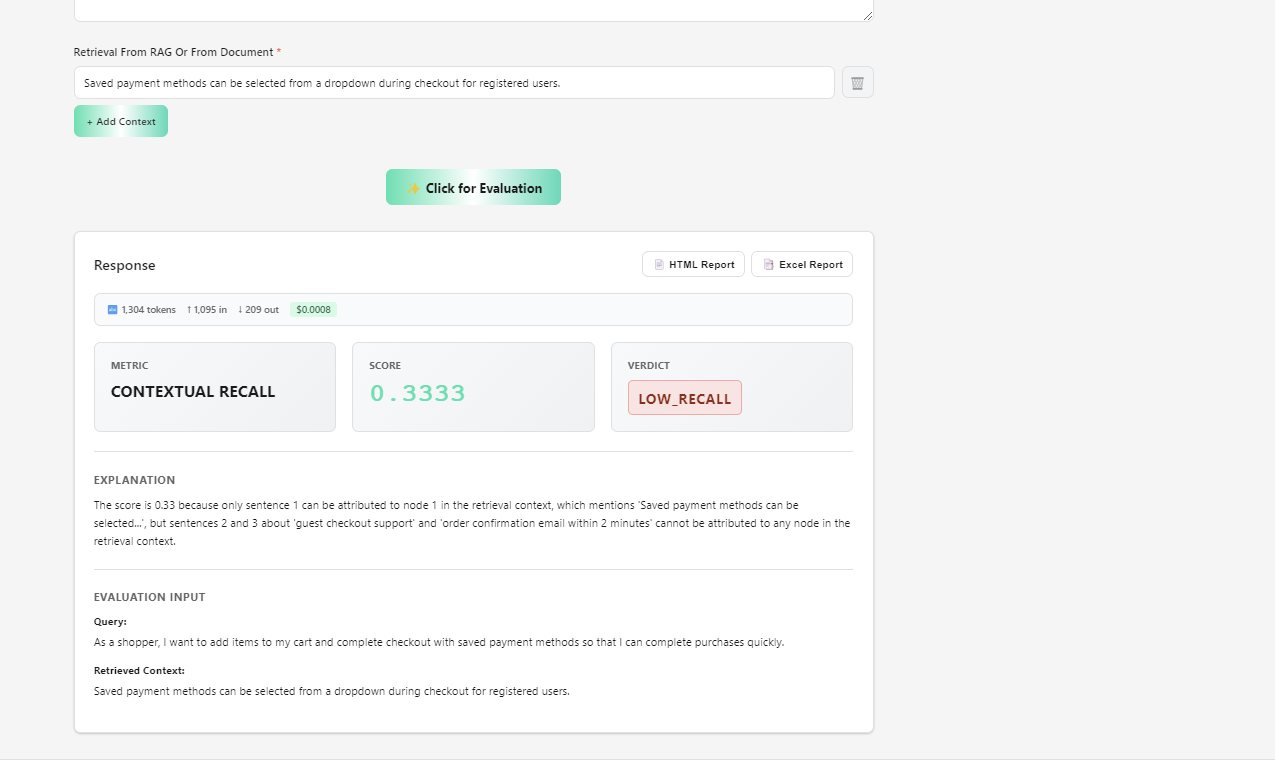 Retrieval From RAG Or From Document *
Saved payment methods can be selected from a dropdown during checkout for registered users.
+ Add Context
✨ Click for Evaluation
Response
HTML Report
Excel Report
1,304 tokens ↑ 1,095 in ↓ 209 out $0.0008
METRIC
CONTEXTUAL RECALL
SCORE
0.3333
VERDICT
LOW_RECALL
EXPLANATION
The score is 0.33 because only sentence 1 can be attributed to node 1 in the retrieval context, which mentions 'Saved payment methods can be
selected...', but sentences 2 and 3 about 'guest checkout support' and 'order confirmation email within 2 minutes' cannot be attributed to any node in the
retrieval context.
EVALUATION INPUT
Query:
As a shopper, I want to add items to my cart and complete checkout with saved payment methods so that I can complete purchases quickly.
Retrieved Context:
Saved payment methods can be selected from a dropdown during checkout for registered users.